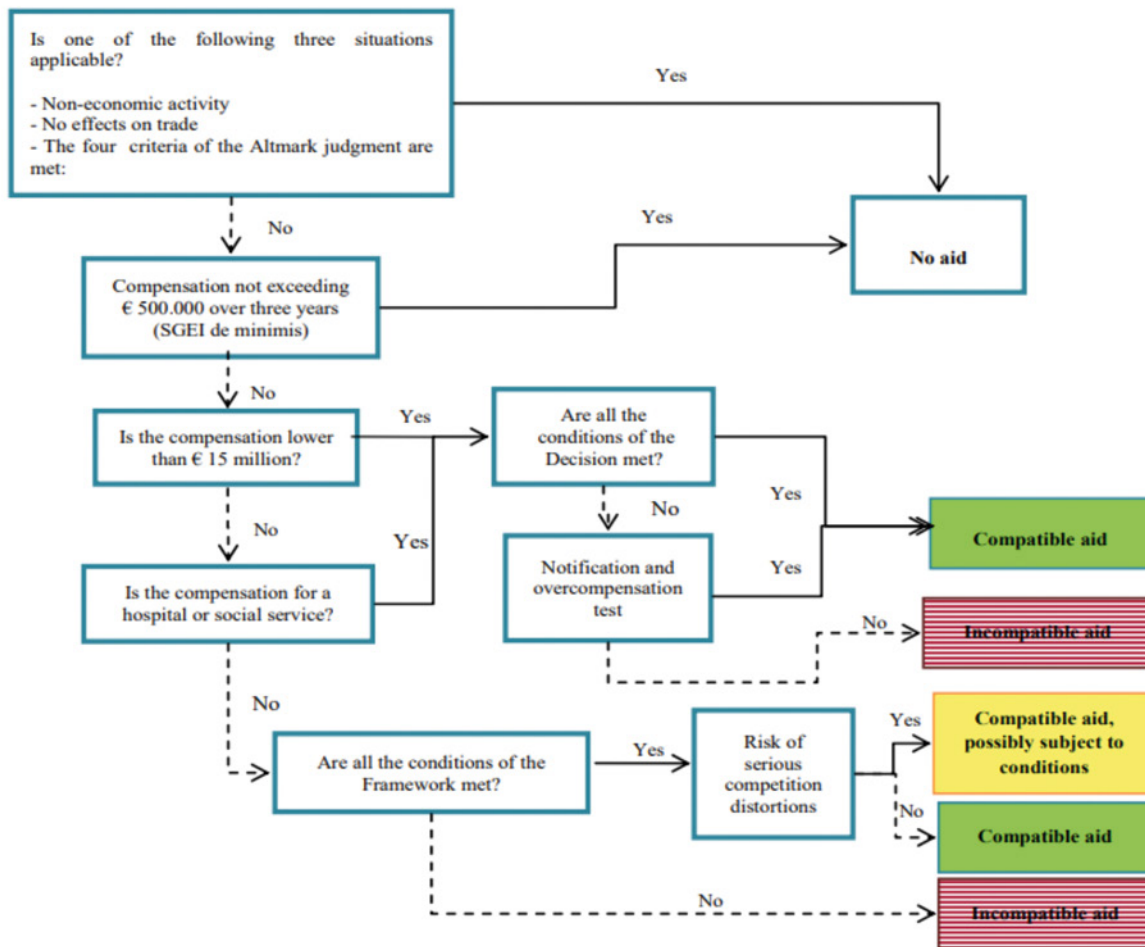 Is one of the following three situations
applicable?
- Non-economic activity
- No effects on trade
- The four criteria of the Altmark judgment are
met:
Yes
No
Yes
No aid
Compensation not exceeding
€ 500.000 over three years
(SGEI de minimis)
No
Is the compensation lower
than € 15 million?
Yes
Are all the
conditions of the
Decision met?
Yes
No
No
Yes
Compatible aid
Is the compensation for a
hospital or social service?
Yes
Notification and
overcompensation
test
Yes
No
Incompatible aid
No
Are all the conditions of the
Framework met?
Yes
Risk of
serious
competition
distortions
Yes
Compatible aid,
possibly subject to
conditions
No
Compatible aid
No
Incompatible aid